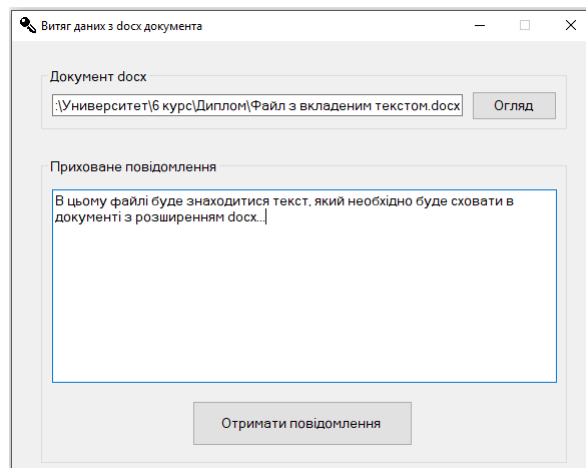 Витяг даних з docx документа
Документ docx
:\Университет\6 курс\Диплом\Файл з вкладеним текстом.docx
Огляд
Приховане повідомлення
В цьому файлі буде знаходитися текст, який необхідно буде сховати в
документі з розширенням docx...
Отримати повідомлення